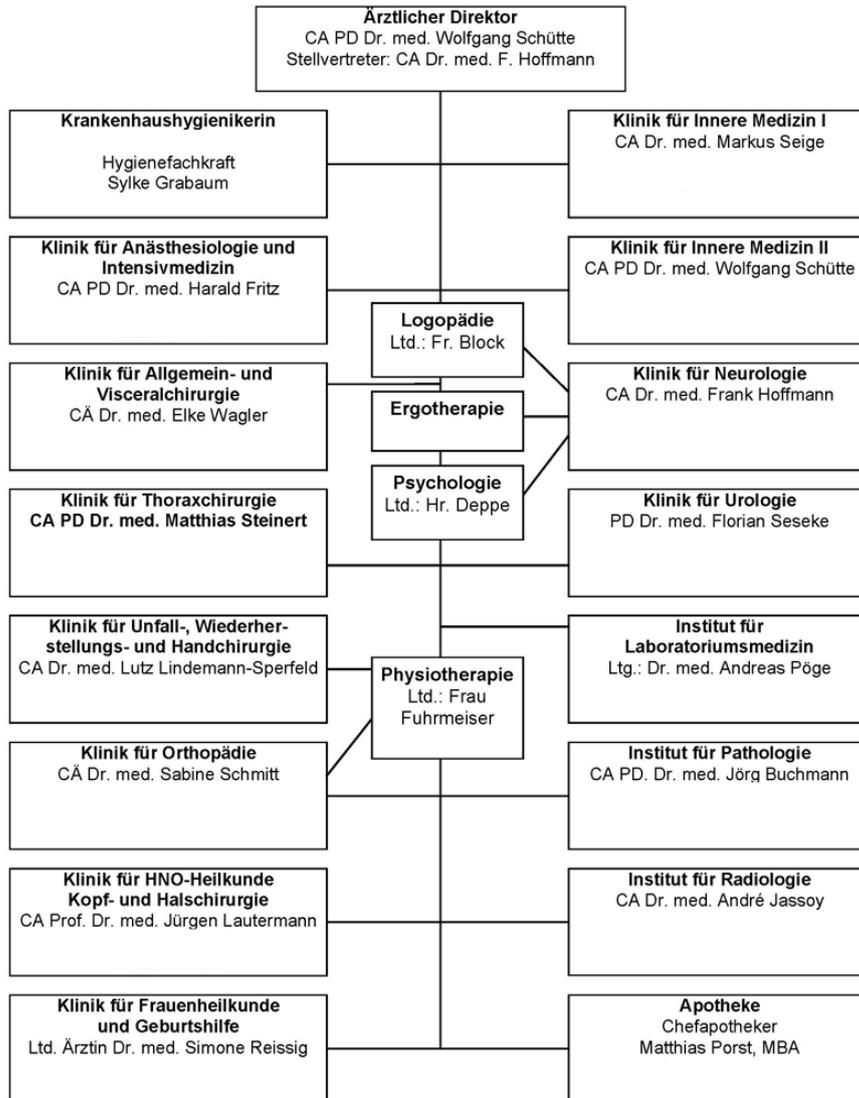 Ärztlicher Direktor
CA PD Dr. med. Wolfgang Schütte
Stellvertreter: CA Dr. med. F. Hoffmann
Krankenhaushygienikerin
Hygienefachkraft
Sylke Grabaum
Klinik für Innere Medizin I
CA Dr. med. Markus Seige
Klinik für Anästhesiologie und
Intensivmedizin
CA PD Dr. med. Harald Fritz
Klinik für Innere Medizin II
CA PD Dr. med. Wolfgang Schütte
Logopädie
Ltd.: Fr. Block
Klinik für Allgemein- und
Visceralchirurgie
CÄ Dr. med. Elke Wagler
Ergotherapie
Klinik für Neurologie
CA Dr. med. Frank Hoffmann
Psychologie
Ltd.: Hr. Deppe
Klinik für Thoraxchirurgie
CA PD Dr. med. Matthias Steinert
Klinik für Urologie
PD Dr. med. Florian Seseke
Klinik für Unfall-, Wiederher-
stellungs- und Handchirurgie
CA Dr. med. Lutz Lindemann-Sperfeld
Physiotherapie
Ltd.: Frau
Fuhrmeiser
Institut für
Laboratoriumsmedizin
Ltg.: Dr. med. Andreas Pöge
Klinik für Orthopädie
CÄ Dr. med. Sabine Schmitt
Institut für Pathologie
CA PD. Dr. med. Jörg Buchmann
Klinik für HNO-Heilkunde
Kopf- und Halschirurgie
CA Prof. Dr. med. Jürgen Lautermann
Institut für Radiologie
CA Dr. med. André Jassoy
Klinik für Frauenheilkunde
und Geburtshilfe
Ltd. Ärztin Dr. med. Simone Reissig
Apotheke
Chefapotheker
Matthias Porst, MBA